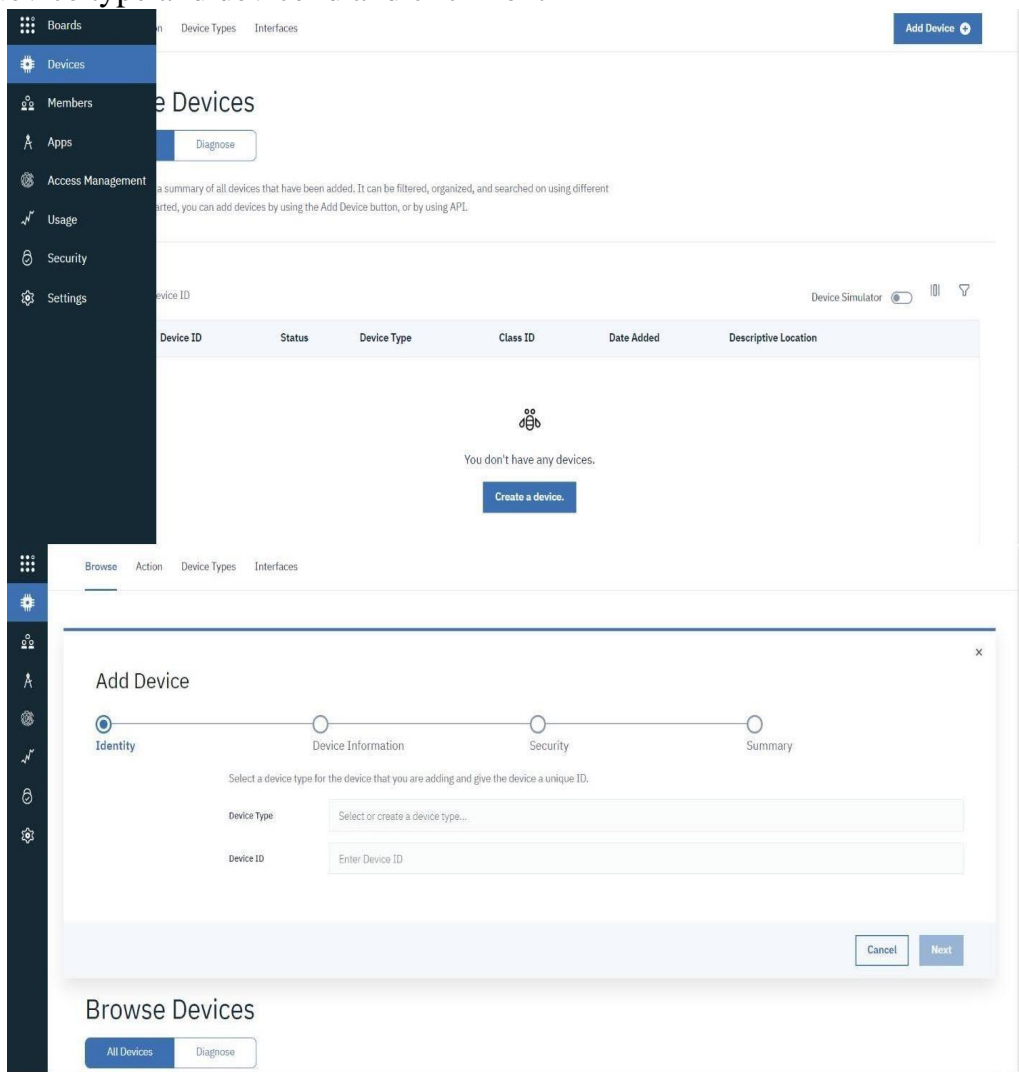 Boards
Device Types Interfaces
Add Device
Devices
Members
e Devices
Apps
Diagnose
Access Management
a summary of all devices that have been added. It can be filtered, organized, and searched on using different
arted, you can add devices by using the Add Device button, or by using API.
Usage
Security
Settings
evice ID
Device Simulator
Device ID Status Device Type Class ID Date Added Descriptive Location
You don't have any devices.
Create a device.
Browse Action Device Types Interfaces
Add Device
Identity Device Information Security Summary
Select a device type for the device that you are adding and give the device a unique ID.
Device Type Select or create a device type...
Device ID Enter Device ID
Cancel Next
Browse Devices
All Devices Diagnose